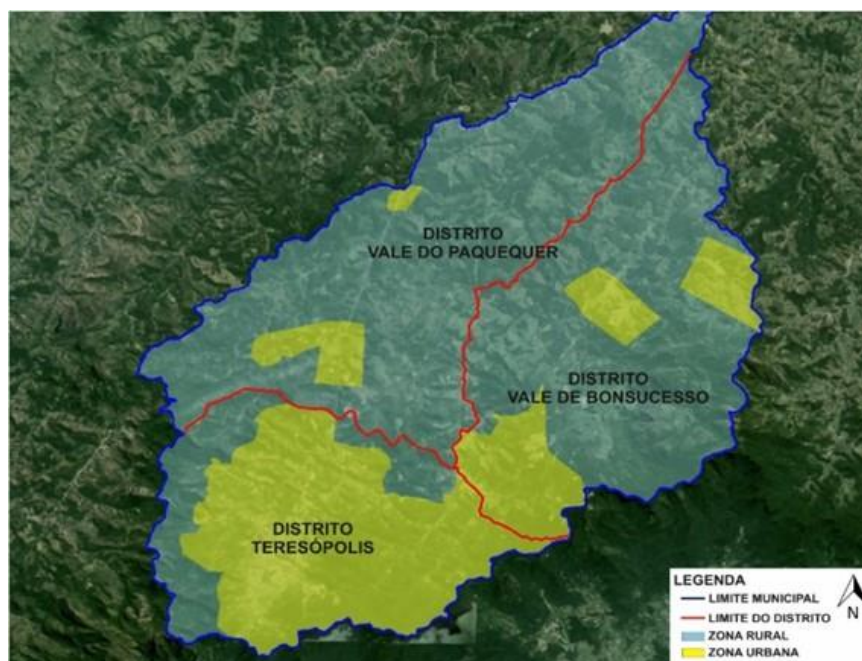 DISTRITO
VALE DO PAQUEQUER
DISTRITO
VALE DE BONSUCESSO
DISTRITO
TERESÓPOLIS
LEGENDA
LIMITE MUNICIPAL
LIMITE DO DISTRITO
ZONA RURAL
ZONA URBANA
N